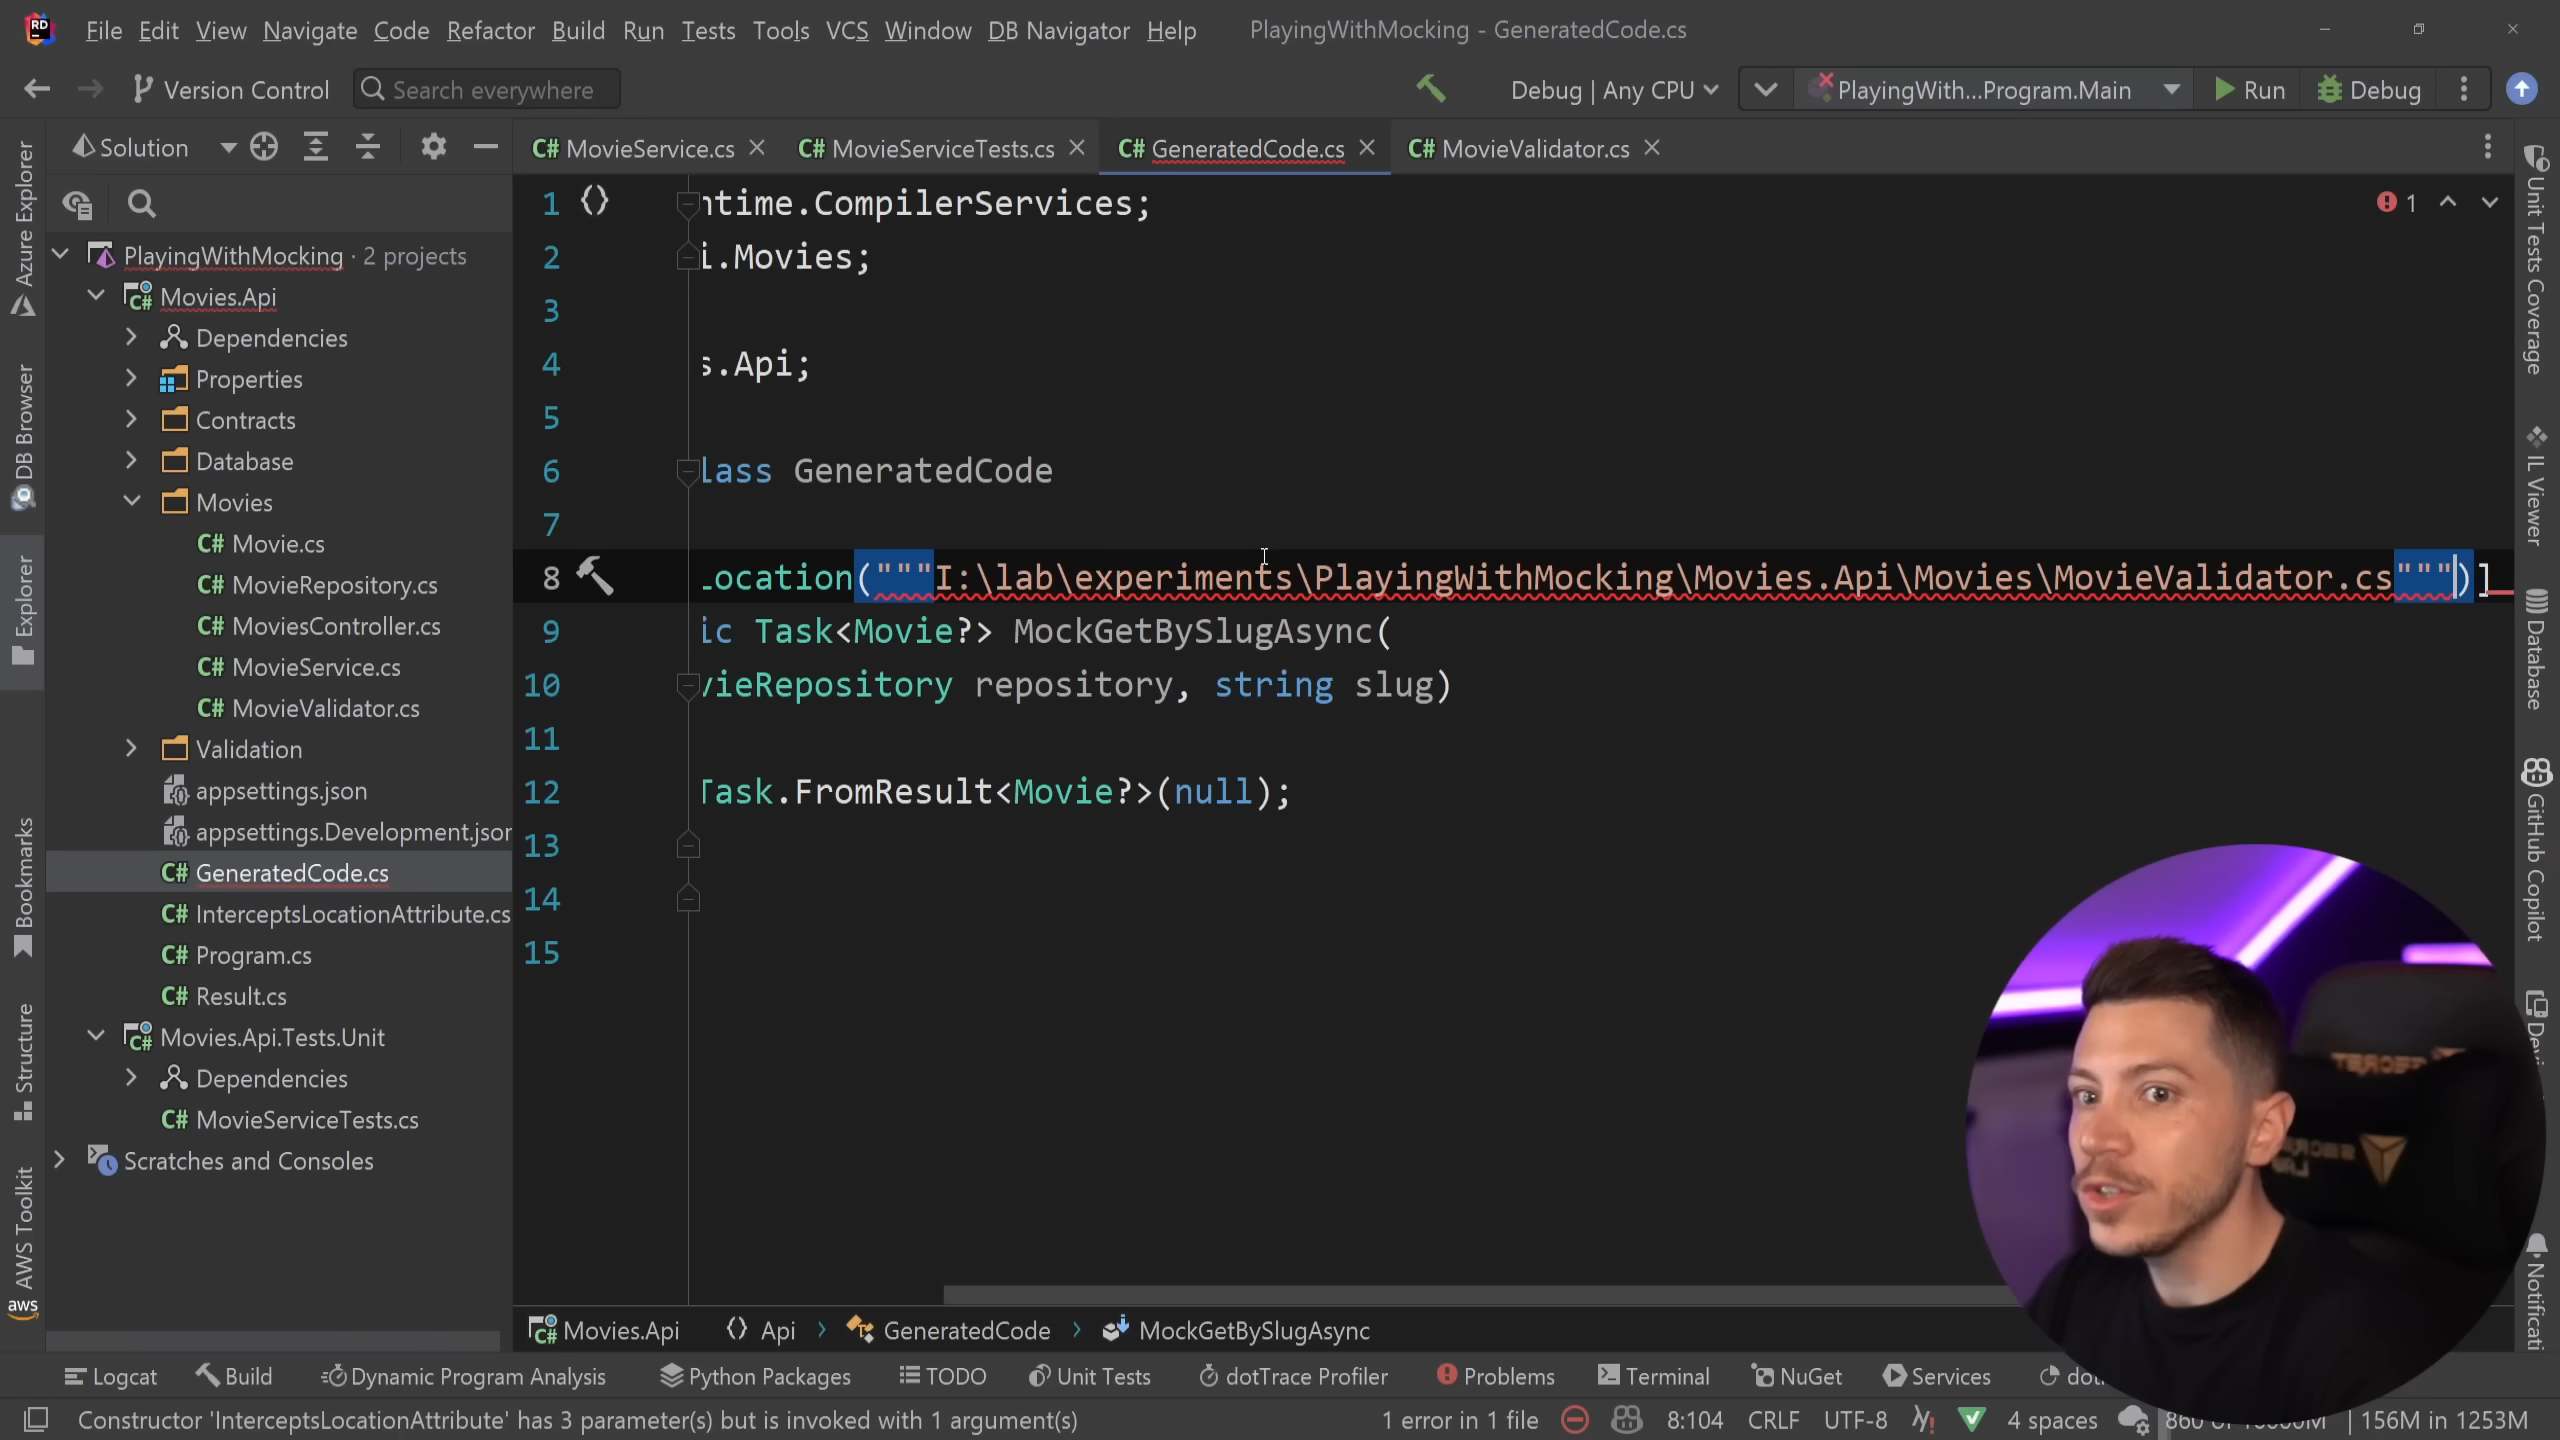 File Edit View Navigate Code Refactor Build Run Tests Tools VCS Window DB Navigator Help PlayingWithMocking - GeneratedCode.cs
Version Control Search everywhere Debug | Any CPU PlayingWith...Program.Main Run Debug
Solution
C# MovieService.cs C# MovieServiceTests.cs C# GeneratedCode.cs C# MovieValidator.cs
PlayingWithMocking · 2 projects
Movies.Api
Dependencies
Properties
Contracts
Database
Movies
C# Movie.cs
C# MovieRepository.cs
C# MoviesController.cs
C# MovieService.cs
C# MovieValidator.cs
Validation
appsettings.json
appsettings.Development.json
C# GeneratedCode.cs
C# InterceptsLocationAttribute.cs
C# Program.cs
C# Result.cs
Movies.Api.Tests.Unit
Dependencies
C# MovieServiceTests.cs
Scratches and Consoles
1 ntime.CompilerServices;
2 i.Movies;
3
4 s.Api;
5
6 lass GeneratedCode
7
8 Location("""I:\lab\experiments\PlayingWithMocking\Movies.Api\Movies\MovieValidator.cs""")]
9 ic Task<Movie?> MockGetBySlugAsync(
10 vieRepository repository, string slug)
11
12 Task.FromResult<Movie?>(null);
13
14
15
1
Azure Explorer
DB Browser
Explorer
Bookmarks
Structure
AWS Toolkit
aws
Unit Tests Coverage
IL Viewer
Database
GitHub Copilot
Devi
Notificati
Movies.Api Api GeneratedCode MockGetBySlugAsync
Logcat Build Dynamic Program Analysis Python Packages TODO Unit Tests dotTrace Profiler Problems Terminal NuGet Services dot
Constructor 'InterceptsLocationAttribute' has 3 parameter(s) but is invoked with 1 argument(s) 1 error in 1 file 8:104 CRLF UTF-8 4 spaces 156M in 1253M